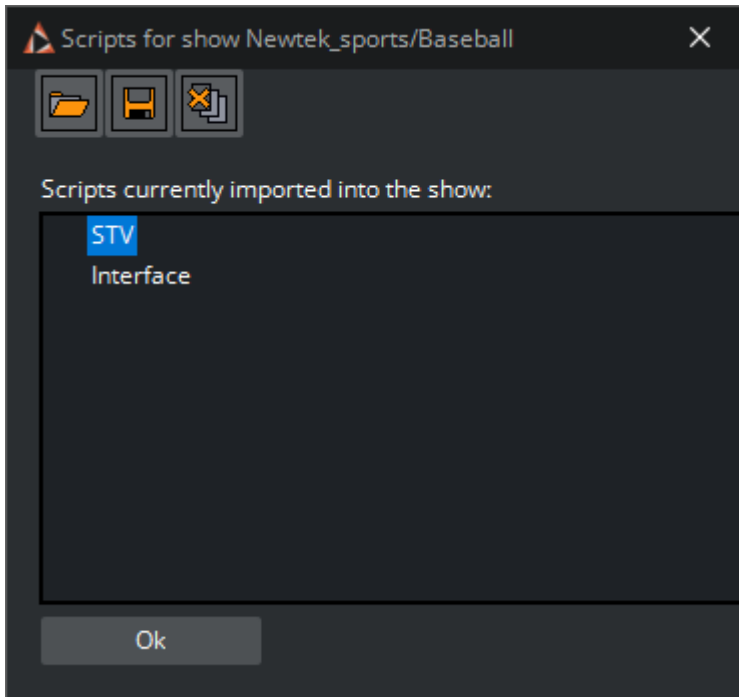 Scripts for show Newtek_sports/Baseball
Scripts currently imported into the show:
STV
Interface
Ok